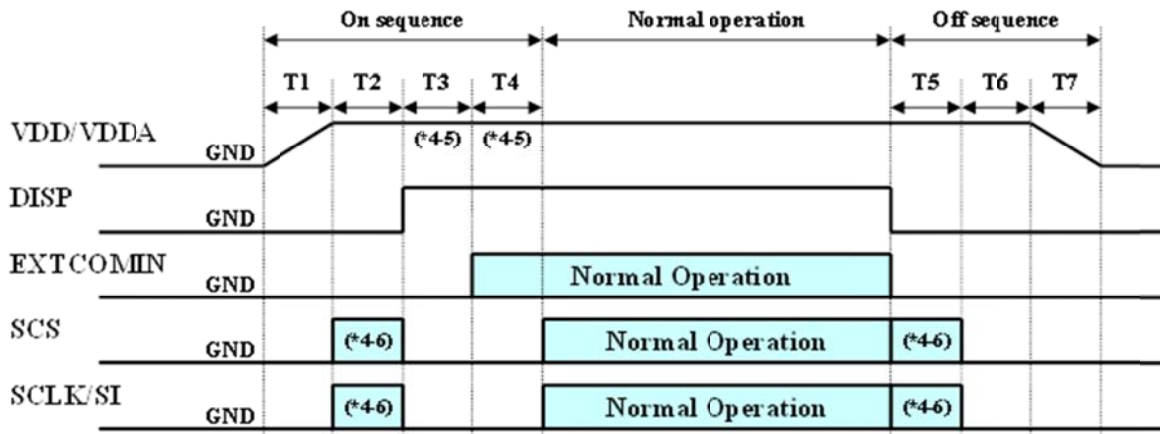 On sequence Normal operation Off sequence
T1 T2 T3 T4 T5 T6 T7
VDD/VDDA GND (*4-5) (*4-5)
DISP GND
EXTCOMIN GND Normal Operation
SCS GND (*4-6) Normal Operation (*4-6)
SCLK/SI GND (*4-6) Normal Operation (*4-6)